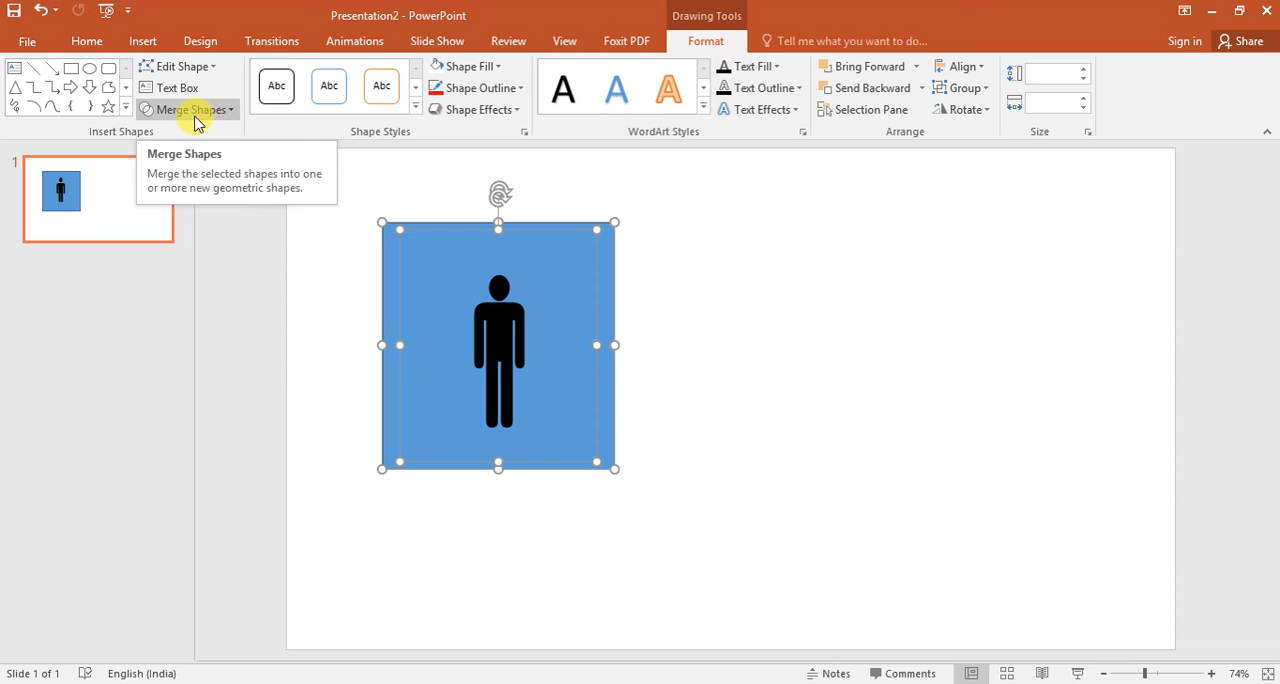 Presentation2 - PowerPoint
Drawing Tools
File Home Insert Design Transitions Animations Slide Show Review View Foxit PDF Format Tell me what you want to do... Sign in Share
Edit Shape
Text Box
Merge Shapes
Insert Shapes
Abc Abc Abc
Shape Fill
Shape Outline
Shape Effects
Shape Styles
A A A
Text Fill
Text Outline
Text Effects
WordArt Styles
Bring Forward
Send Backward
Selection Pane
Align
Group
Rotate
Arrange
Size
Merge Shapes
Merge the selected shapes into one
or more new geometric shapes.
1
Slide 1 of 1 English (India) Notes Comments 74%